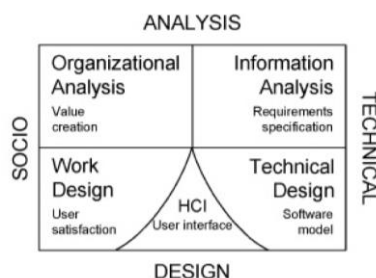 ANALYSIS
SOCIO
Organizational
Analysis
Value
creation
Information
Analysis
Requirements
specification
TECHNICAL
Work
Design
User
satisfaction
HCI
User interface
Technical
Design
Software
model
DESIGN